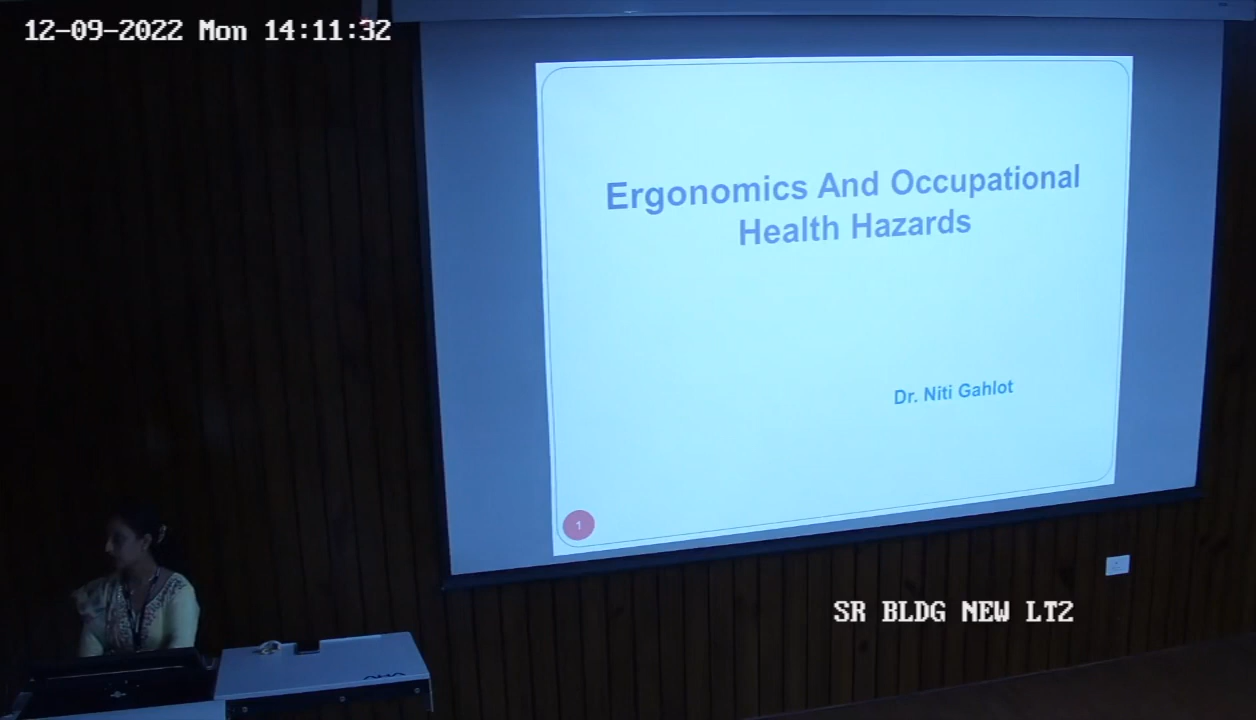 12-09-2022 Mon 14:11:32
Ergonomics And Occupational
Health Hazards
Dr. Niti Gahlot
1
SR BLDG NEW LT2